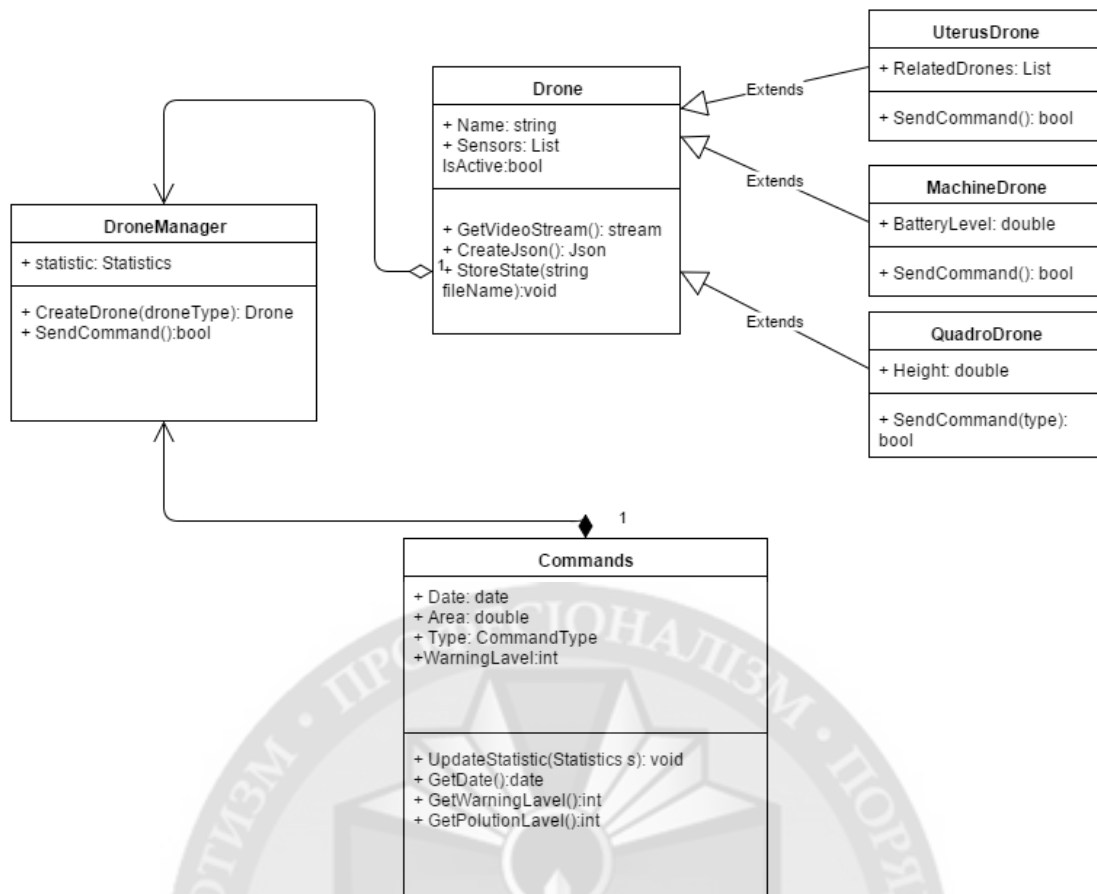 UterusDrone
+ RelatedDrones: List
+ SendCommand(): bool
Extends
Drone
+ Name: string
+ Sensors: List
IsActive:bool
+ GetVideoStream(): stream
+ CreateJson(): Json
+ StoreState(string
fileName):void
1
Extends
MachineDrone
+ BatteryLevel: double
+ SendCommand(): bool
DroneManager
+ statistic: Statistics
+ CreateDrone(droneType): Drone
+ SendCommand():bool
Extends
QuadroDrone
+ Height: double
+ SendCommand(type):
bool
1
Commands
+ Date: date
+ Area: double
+ Type: CommandType
+WarningLavel:int
+ UpdateStatistic(Statistics s): void
+ GetDate():date
+ GetWarningLavel():int
+ GetPolutionLavel():int
ПРОФЕСІОНАЛІЗМ